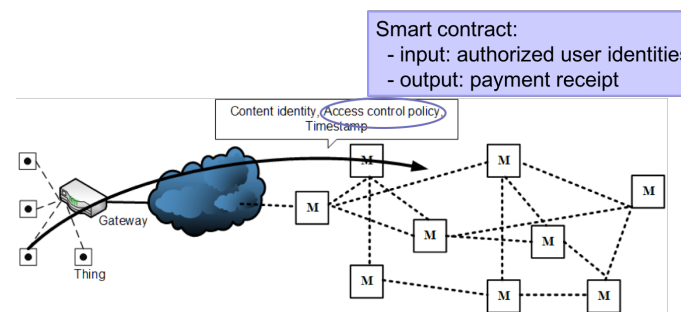 Smart contract:
- input: authorized user identities
- output: payment receipt
Content identity, Access control policy,
Timestamp
M
M
M
M
Gateway
M
M
Thing
M
M
M